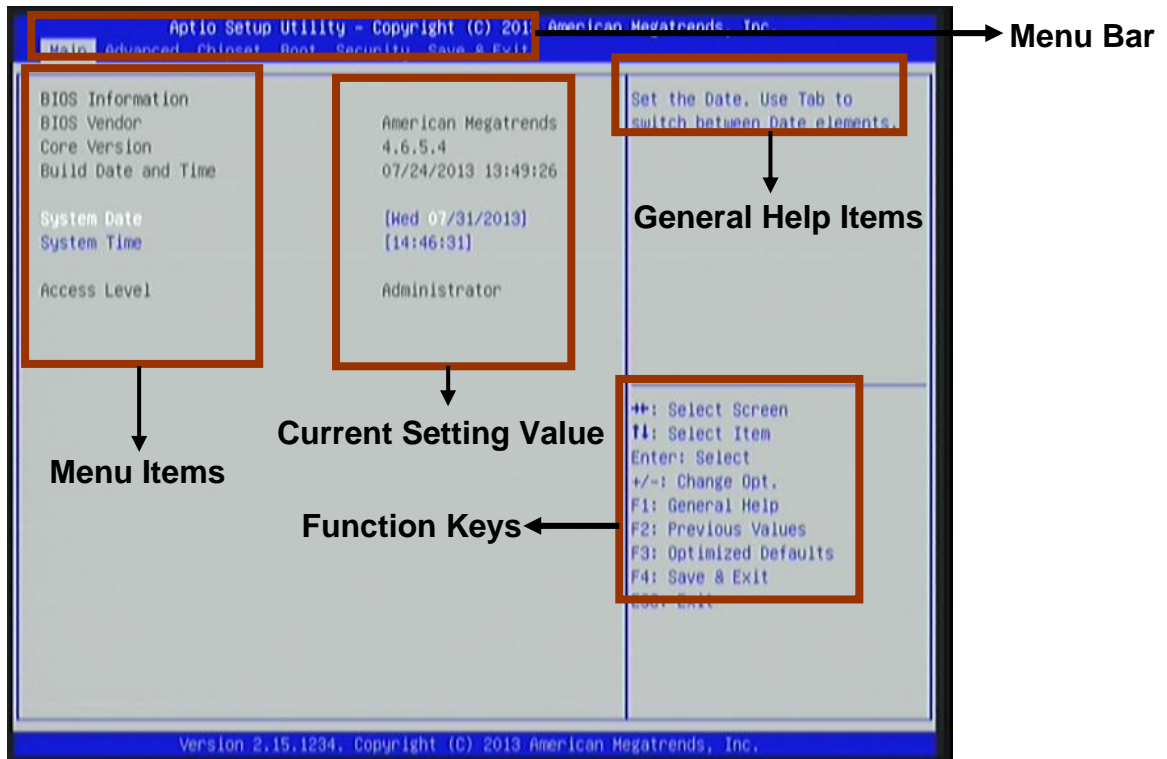 Aptio Setup Utility - Copyright (C) 2013 American Megatrends, Inc.
Main Advanced Chipset Boot Security Save & Exit
Menu Bar
BIOS Information
BIOS Vendor American Megatrends
Core Version 4.6.5.4
Build Date and Time 07/24/2013 13:49:26
System Date [Wed 07/31/2013]
System Time [14:46:31]
Access Level Administrator
Set the Date. Use Tab to
switch between Date elements.
General Help Items
Current Setting Value
Menu Items
Function Keys
→←: Select Screen
↑↓: Select Item
Enter: Select
+/-: Change Opt.
F1: General Help
F2: Previous Values
F3: Optimized Defaults
F4: Save & Exit
ESC: Exit
Version 2.15.1234. Copyright (C) 2013 American Megatrends, Inc.